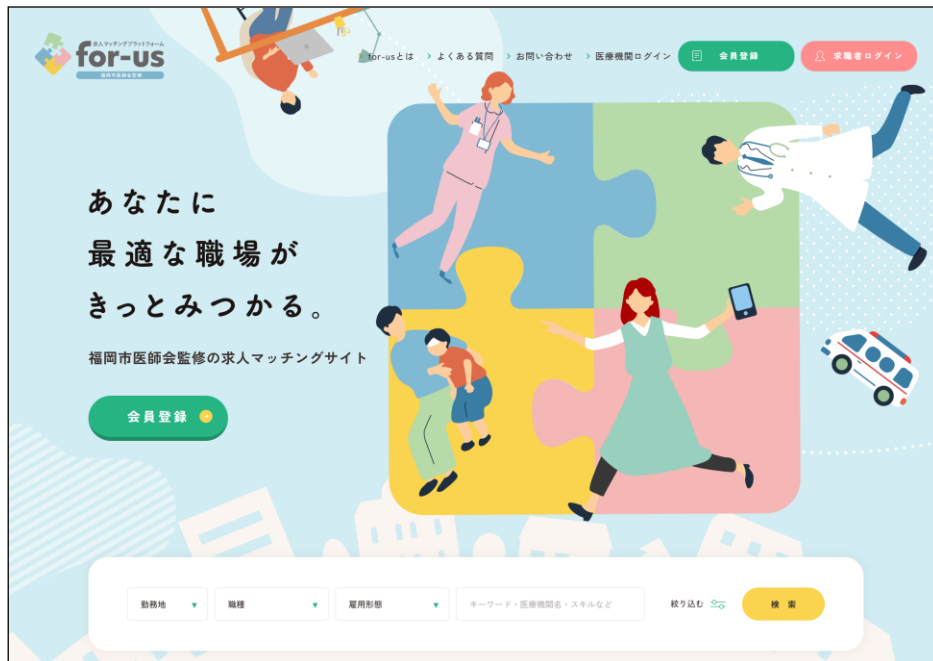 求人マッチングプラットフォーム
for-us
福岡市医師会監修
for-usとは
よくある質問
お問い合わせ
医療機関ログイン
会員登録
求職者ログイン
あなたに
最適な職場が
きっとみつかる。
福岡市医師会監修の求人マッチングサイト
会員登録
勤務地
職種
雇用形態
キーワード・医療機関名・スキルなど
絞り込む
検索